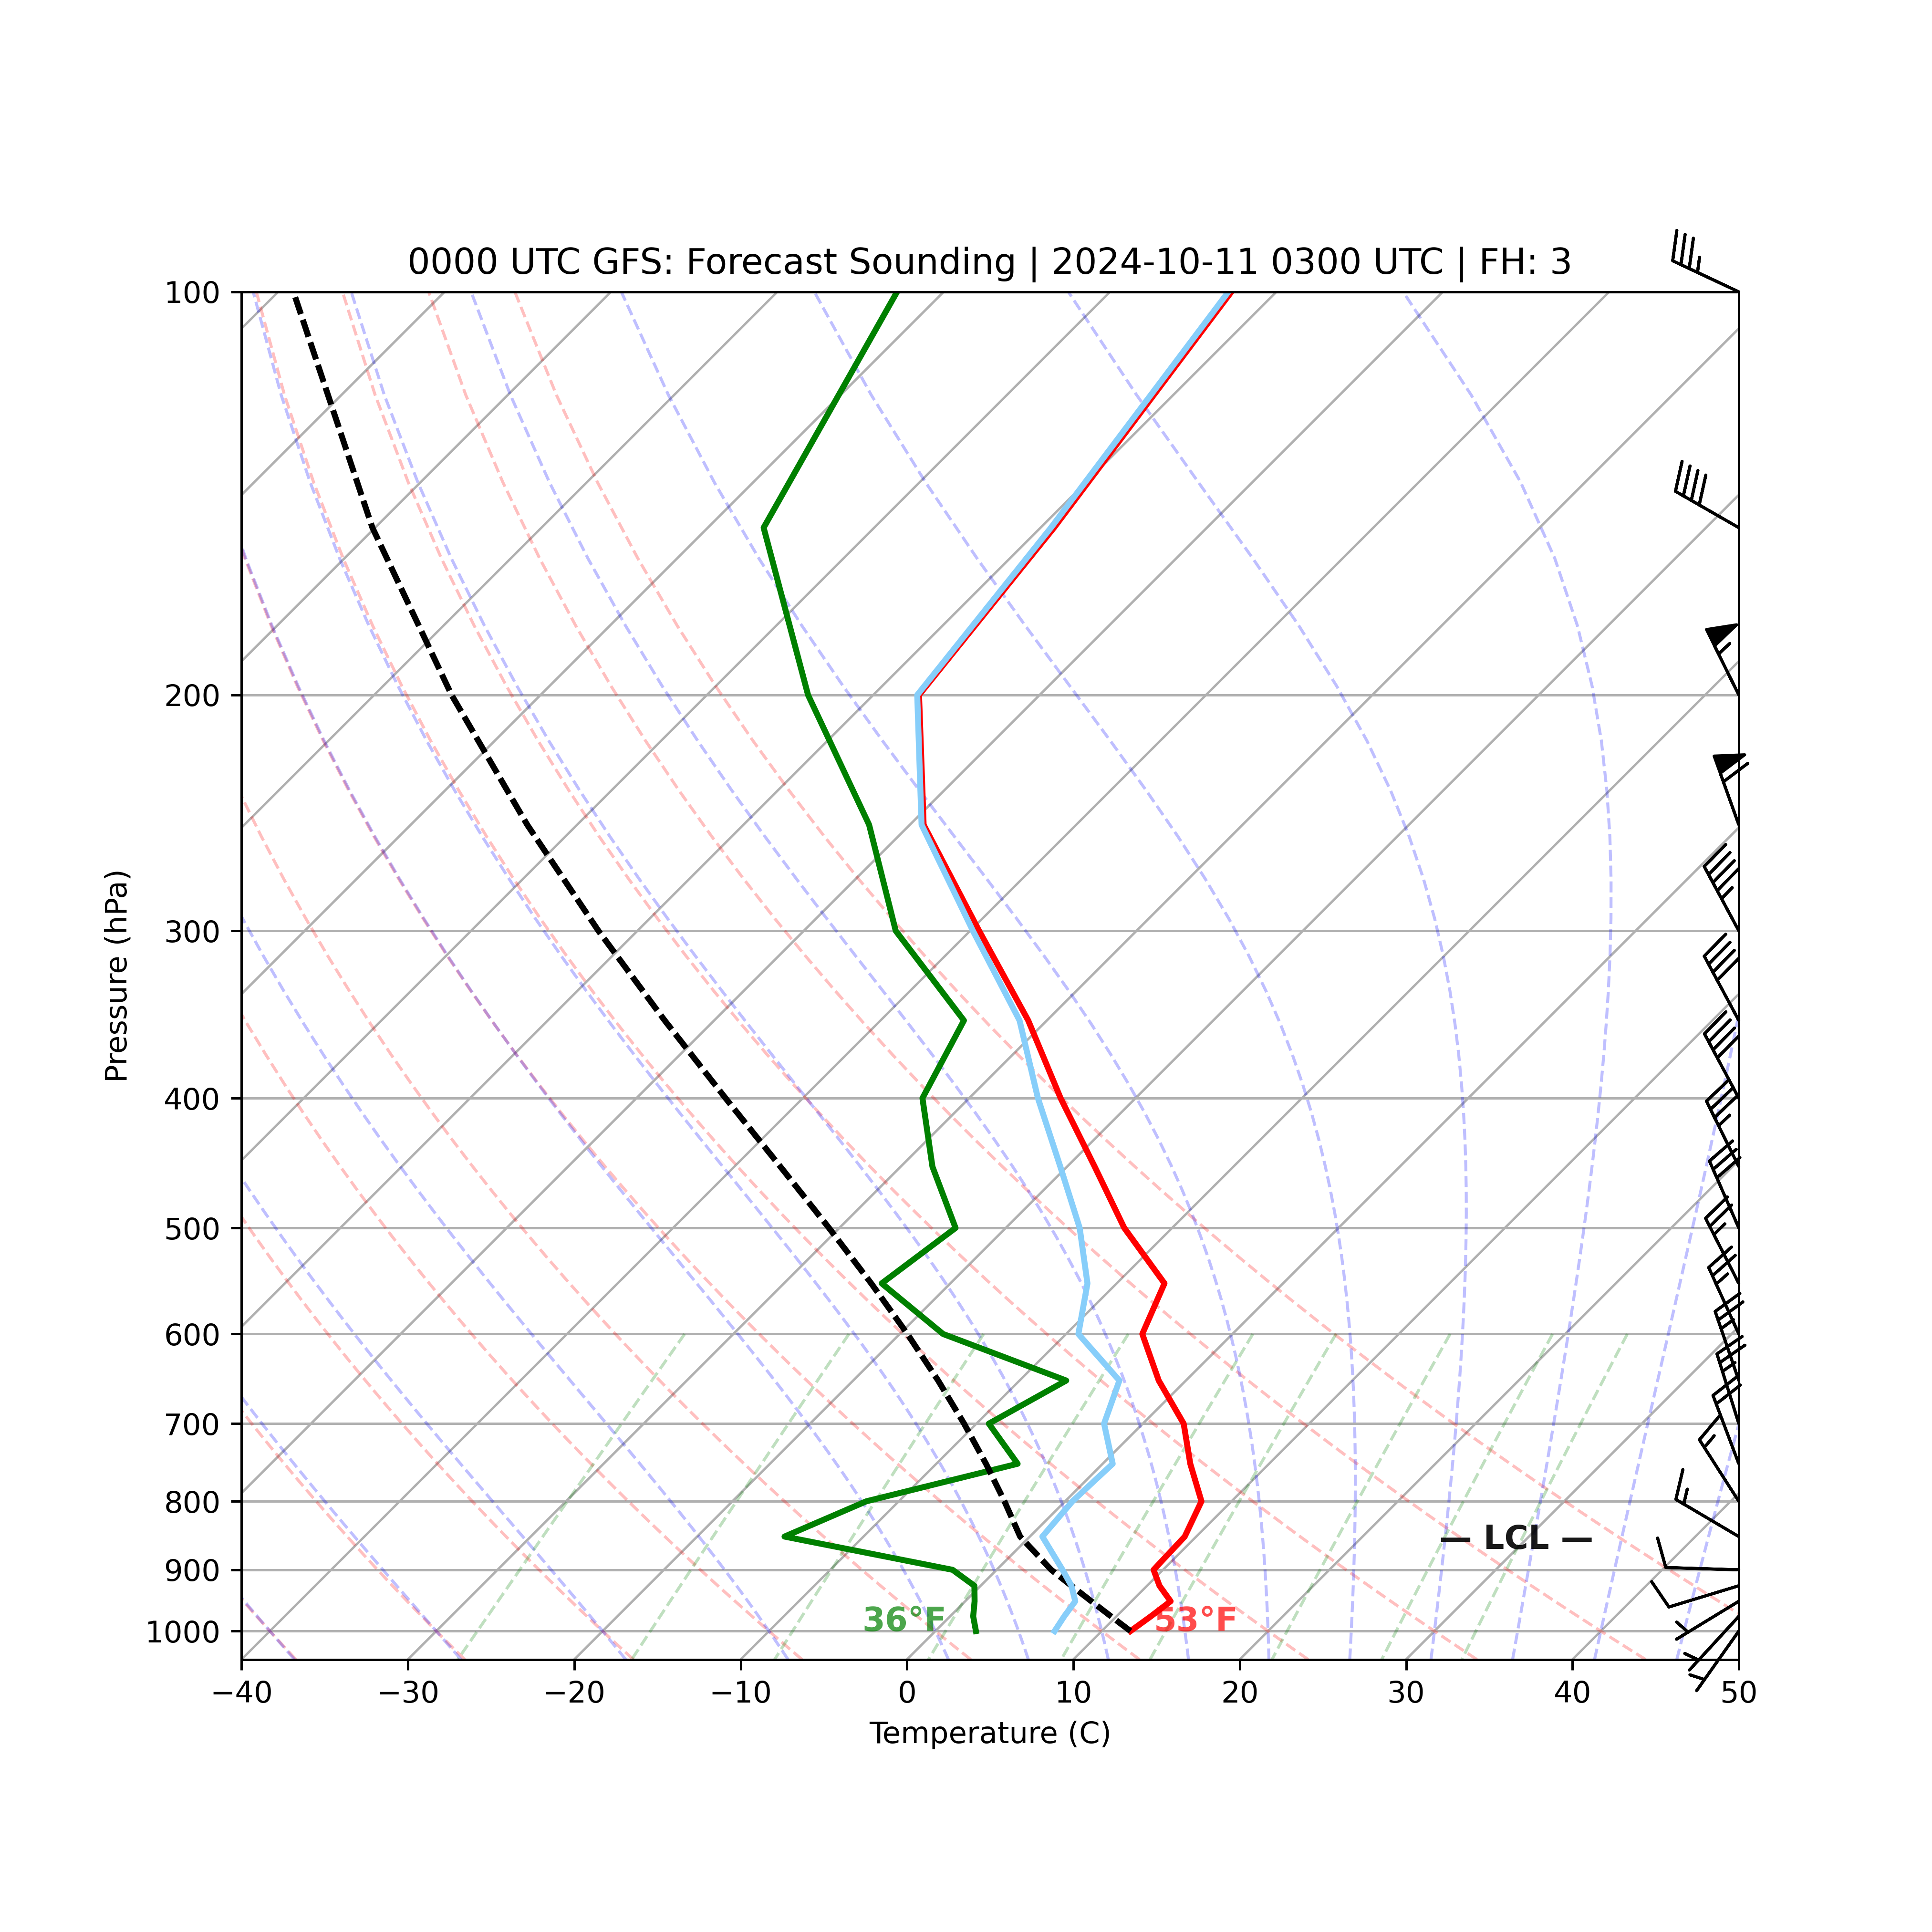 0000 UTC GFS: Forecast Sounding | 2024-10-11 0300 UTC | FH: 3
100
200
300
400
500
600
700
800
900
1000
Pressure (hPa)
— LCL —
36°F
53°F
−40 −30 −20 −10 0 10 20 30 40 50
Temperature (C)